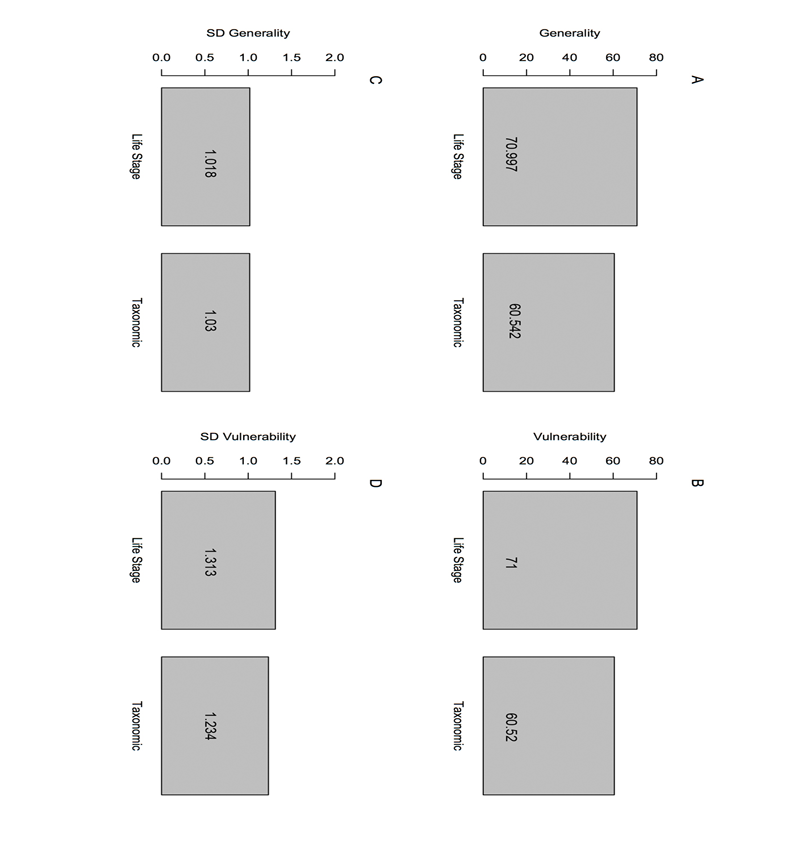 A
Generality
0 20 40 60 80
70.997
60.542
Life Stage
Taxonomic
B
Vulnerability
0 20 40 60 80
71
60.52
Life Stage
Taxonomic
C
SD Generality
0.0 0.5 1.0 1.5 2.0
1.018
1.03
Life Stage
Taxonomic
D
SD Vulnerability
0.0 0.5 1.0 1.5 2.0
1.313
1.234
Life Stage
Taxonomic